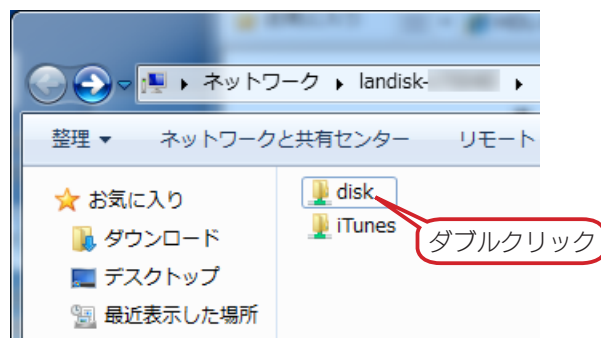 ネットワーク landisk-
整理 ネットワークと共有センター リモート
お気に入り
ダウンロード
デスクトップ
最近表示した場所
disk
iTunes
ダブルクリック